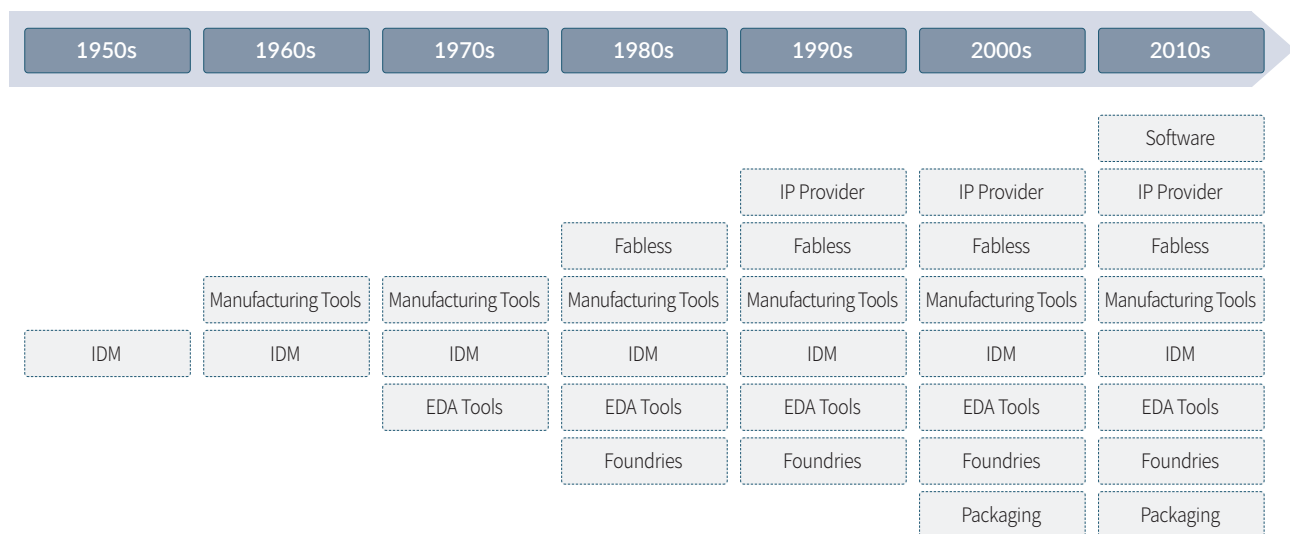 1950s 1960s 1970s 1980s 1990s 2000s 2010s
Software
IP Provider IP Provider IP Provider
Fabless Fabless Fabless Fabless
Manufacturing Tools Manufacturing Tools Manufacturing Tools Manufacturing Tools Manufacturing Tools Manufacturing Tools
IDM IDM IDM IDM IDM IDM IDM
EDA Tools EDA Tools EDA Tools EDA Tools EDA Tools
Foundries Foundries Foundries Foundries
Packaging Packaging